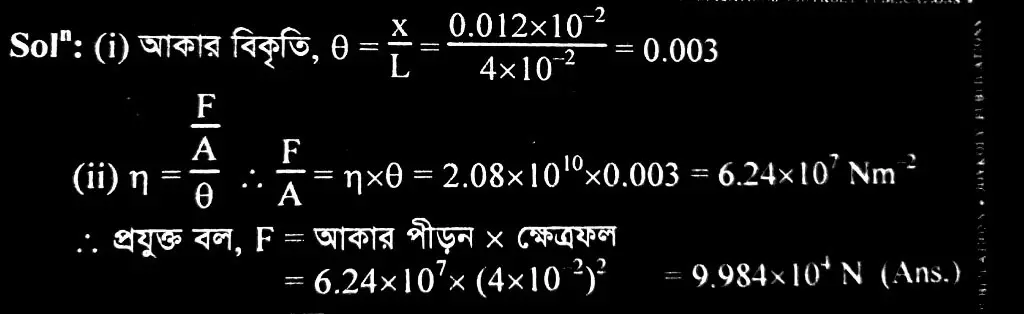 Solⁿ: (i) আকার বিকৃতি, θ = x/L = 0.012×10⁻²/4×10⁻² = 0.003
(ii) η = (F/A)/θ ∴ F/A = η×θ = 2.08×10¹⁰×0.003 = 6.24×10⁷ Nm⁻²
∴ প্রযুক্ত বল, F = আকার পীড়ন × ক্ষেত্রফল
= 6.24×10⁷× (4×10⁻²)² = 9.984×10⁴ N (Ans.)